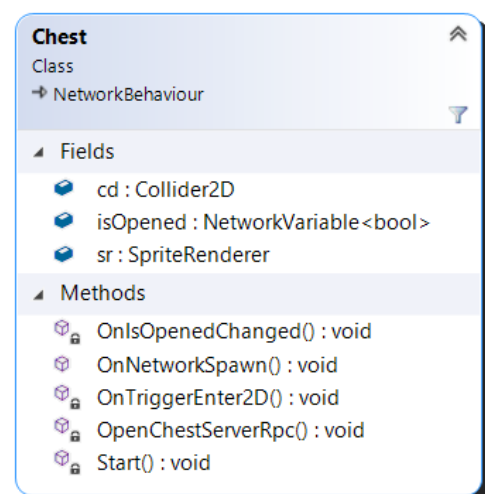 Chest
Class
NetworkBehaviour
Fields
cd : Collider2D
isOpened : NetworkVariable<bool>
sr : SpriteRenderer
Methods
OnIsOpenedChanged() : void
OnNetworkSpawn() : void
OnTriggerEnter2D() : void
OpenChestServerRpc() : void
Start() : void